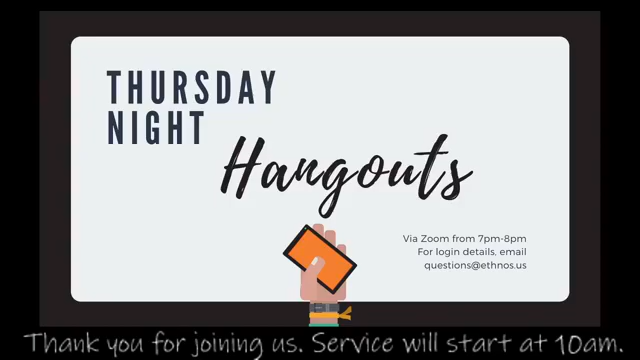 THURSDAY
NIGHT
Hangouts
Via Zoom from 7pm-8pm
For login details, email
questions@ethnos.us
Thank you for joining us. Service will start at 10am.